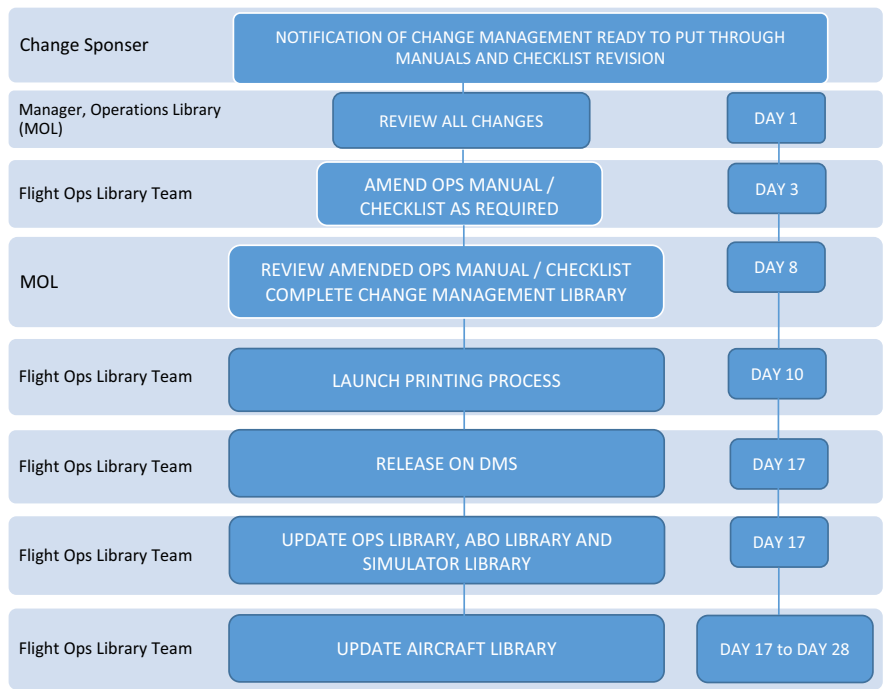 Change Sponser
NOTIFICATION OF CHANGE MANAGEMENT READY TO PUT THROUGH
MANUALS AND CHECKLIST REVISION
Manager, Operations Library
(MOL)
REVIEW ALL CHANGES
DAY 1
Flight Ops Library Team
AMEND OPS MANUAL /
CHECKLIST AS REQUIRED
DAY 3
MOL
REVIEW AMENDED OPS MANUAL / CHECKLIST
COMPLETE CHANGE MANAGEMENT LIBRARY
DAY 8
Flight Ops Library Team
LAUNCH PRINTING PROCESS
DAY 10
Flight Ops Library Team
RELEASE ON DMS
DAY 17
Flight Ops Library Team
UPDATE OPS LIBRARY, ABO LIBRARY AND
SIMULATOR LIBRARY
DAY 17
Flight Ops Library Team
UPDATE AIRCRAFT LIBRARY
DAY 17 to DAY 28